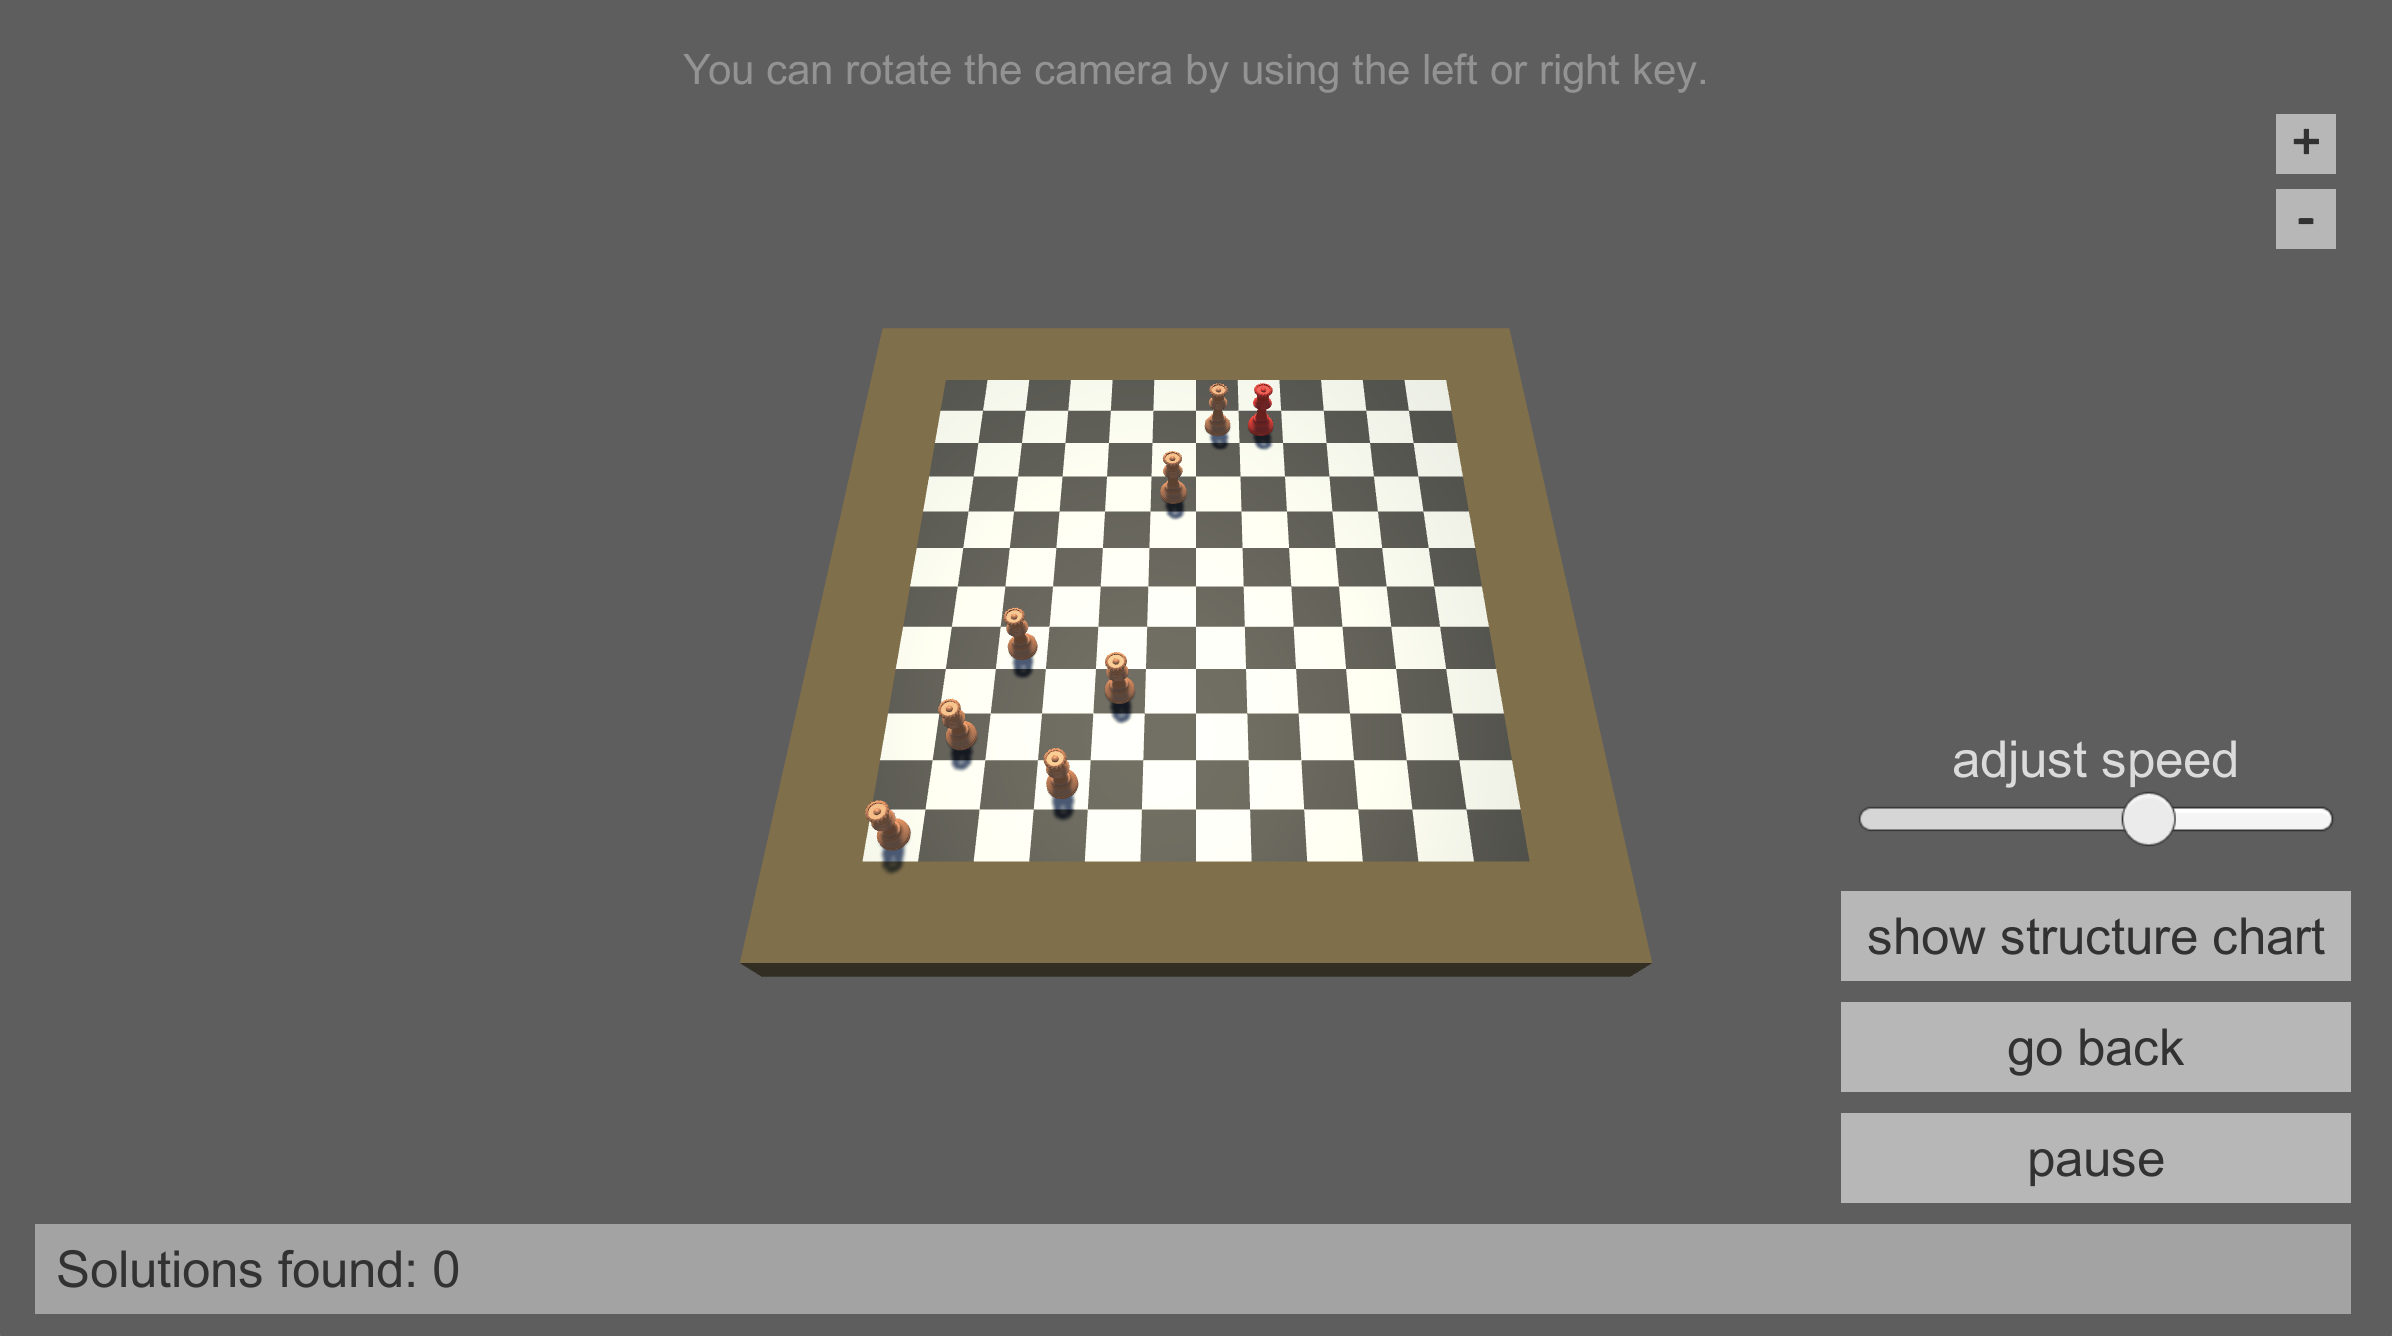 You can rotate the camera by using the left or right key.
+
-
adjust speed
show structure chart
go back
pause
Solutions found: 0